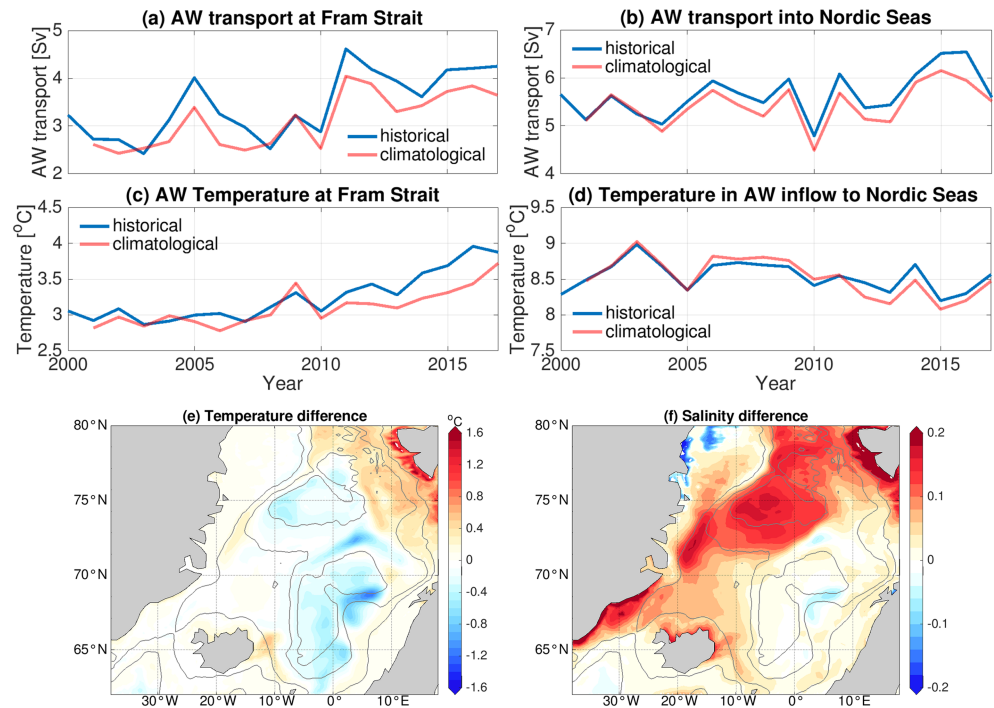 (a) AW transport at Fram Strait
AW transport [Sv]
5
4
3
2
historical
climatological
(b) AW transport into Nordic Seas
AW transport [Sv]
7
6
5
4
historical
climatological
(c) AW Temperature at Fram Strait
Temperature [°C]
4.5
4
3.5
3
2.5
historical
climatological
2000 2005 2010 2015
Year
(d) Temperature in AW inflow to Nordic Seas
Temperature [°C]
9.5
9
8.5
8
7.5
historical
climatological
2000 2005 2010 2015
Year
(e) Temperature difference
80°N
75°N
70°N
65°N
30°W 20°W 10°W 0° 10°E
°C
1.6
1.2
0.8
0.4
0
-0.4
-0.8
-1.2
-1.6
(f) Salinity difference
80°N
75°N
70°N
65°N
30°W 20°W 10°W 0° 10°E
0.2
0.1
0
-0.1
-0.2